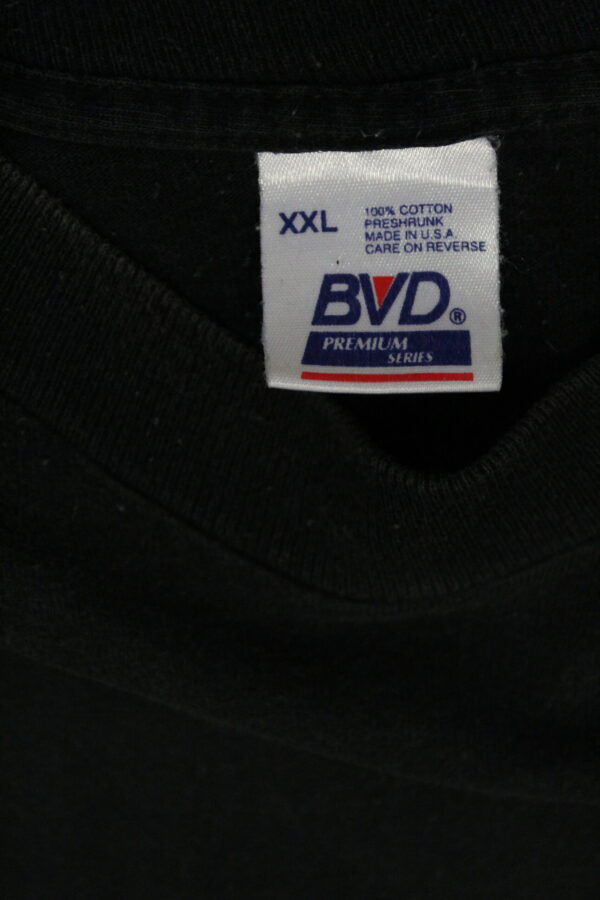 XXL
100% COTTON
PRESHRUNK
MADE IN U.S.A
CARE ON REVERSE
BVD®
PREMIUM
SERIES